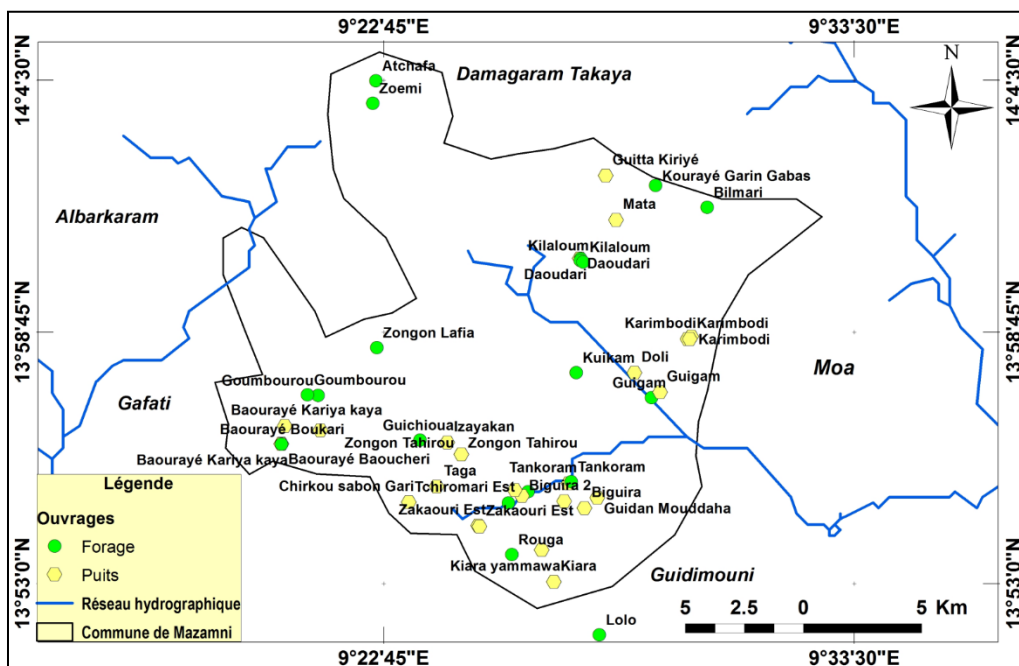 9°22'45"E
9°33'30"E
14°4'30"N
14°4'30"N
N
Atchafa
Damagaram Takaya
Zoemi
Guitta Kiriyé
Kourayé Garin Gabas
Bilmari
Albarkaram
Mata
Kilaloum
Kilaloum
Daoudari
Daoudari
13°58'45"N
13°58'45"N
Karimbodi
Karimbodi
Karimbodi
Zongon Lafia
Kuikam
Doli
Moa
Guigam
Guigam
Goumbourou
Goumbourou
Gafati
Baourayé Kariya kaya
Guichioua
Izayakan
Baourayé Boukari
Zongon Tahirou
Zongon Tahirou
Baourayé Kariya kaya
Baourayé Baoucheri
Taga
Tankoram
Tankoram
Chirkou sabon Gari
Tchiromari Est
Biguira 2
Biguira
Zakaouri Est
Zakaouri Est
Guidan Mouddaha
Rouga
Kiara yammawa
Kiara
Guidimouni
13°53'0"N
13°53'0"N
Lolo
Légende
Ouvrages
Forage
Puits
Réseau hydrographique
Commune de Mazamni
5 2.5 0 5 Km
9°22'45"E
9°33'30"E